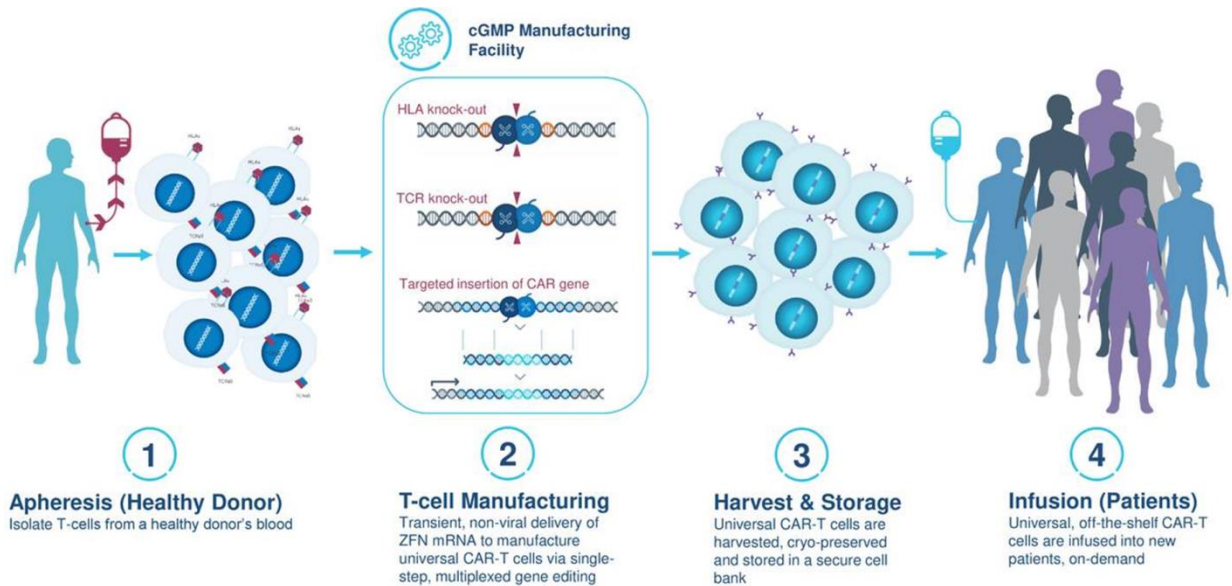 cGMP Manufacturing
Facility
HLA knock-out
TCR knock-out
Targeted insertion of CAR gene
1
Apheresis (Healthy Donor)
Isolate T-cells from a healthy donor's blood
2
T-cell Manufacturing
Transient, non-viral delivery of
ZFN mRNA to manufacture
universal CAR-T cells via single-
step, multiplexed gene editing
3
Harvest & Storage
Universal CAR-T cells are
harvested, cryo-preserved
and stored in a secure cell
bank
4
Infusion (Patients)
Universal, off-the-shelf CAR-T
cells are infused into new
patients, on-demand